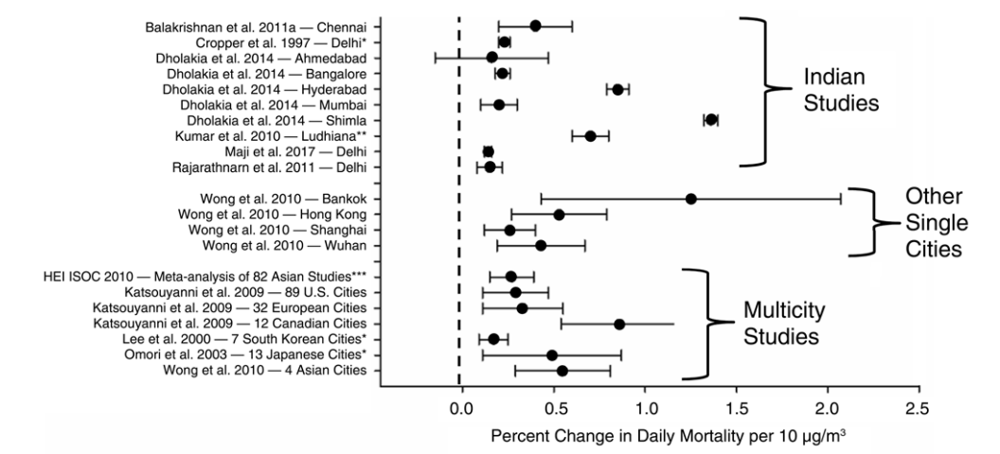 Balakrishnan et al. 2011a — Chennai
Cropper et al. 1997 — Delhi*
Dholakia et al. 2014 — Ahmedabad
Dholakia et al. 2014 — Bangalore
Dholakia et al. 2014 — Hyderabad
Dholakia et al. 2014 — Mumbai
Dholakia et al. 2014 — Shimla
Kumar et al. 2010 — Ludhiana**
Maji et al. 2017 — Delhi
Rajarathnarn et al. 2011 — Delhi
Indian
Studies
Wong et al. 2010 — Bankok
Wong et al. 2010 — Hong Kong
Wong et al. 2010 — Shanghai
Wong et al. 2010 — Wuhan
Other
Single
Cities
HEI ISOC 2010 — Meta-analysis of 82 Asian Studies***
Katsouyanni et al. 2009 — 89 U.S. Cities
Katsouyanni et al. 2009 — 32 European Cities
Katsouyanni et al. 2009 — 12 Canadian Cities
Lee et al. 2000 — 7 South Korean Cities*
Omori et al. 2003 — 13 Japanese Cities*
Wong et al. 2010 — 4 Asian Cities
Multicity
Studies
0.0 0.5 1.0 1.5 2.0 2.5
Percent Change in Daily Mortality per 10 µg/m³